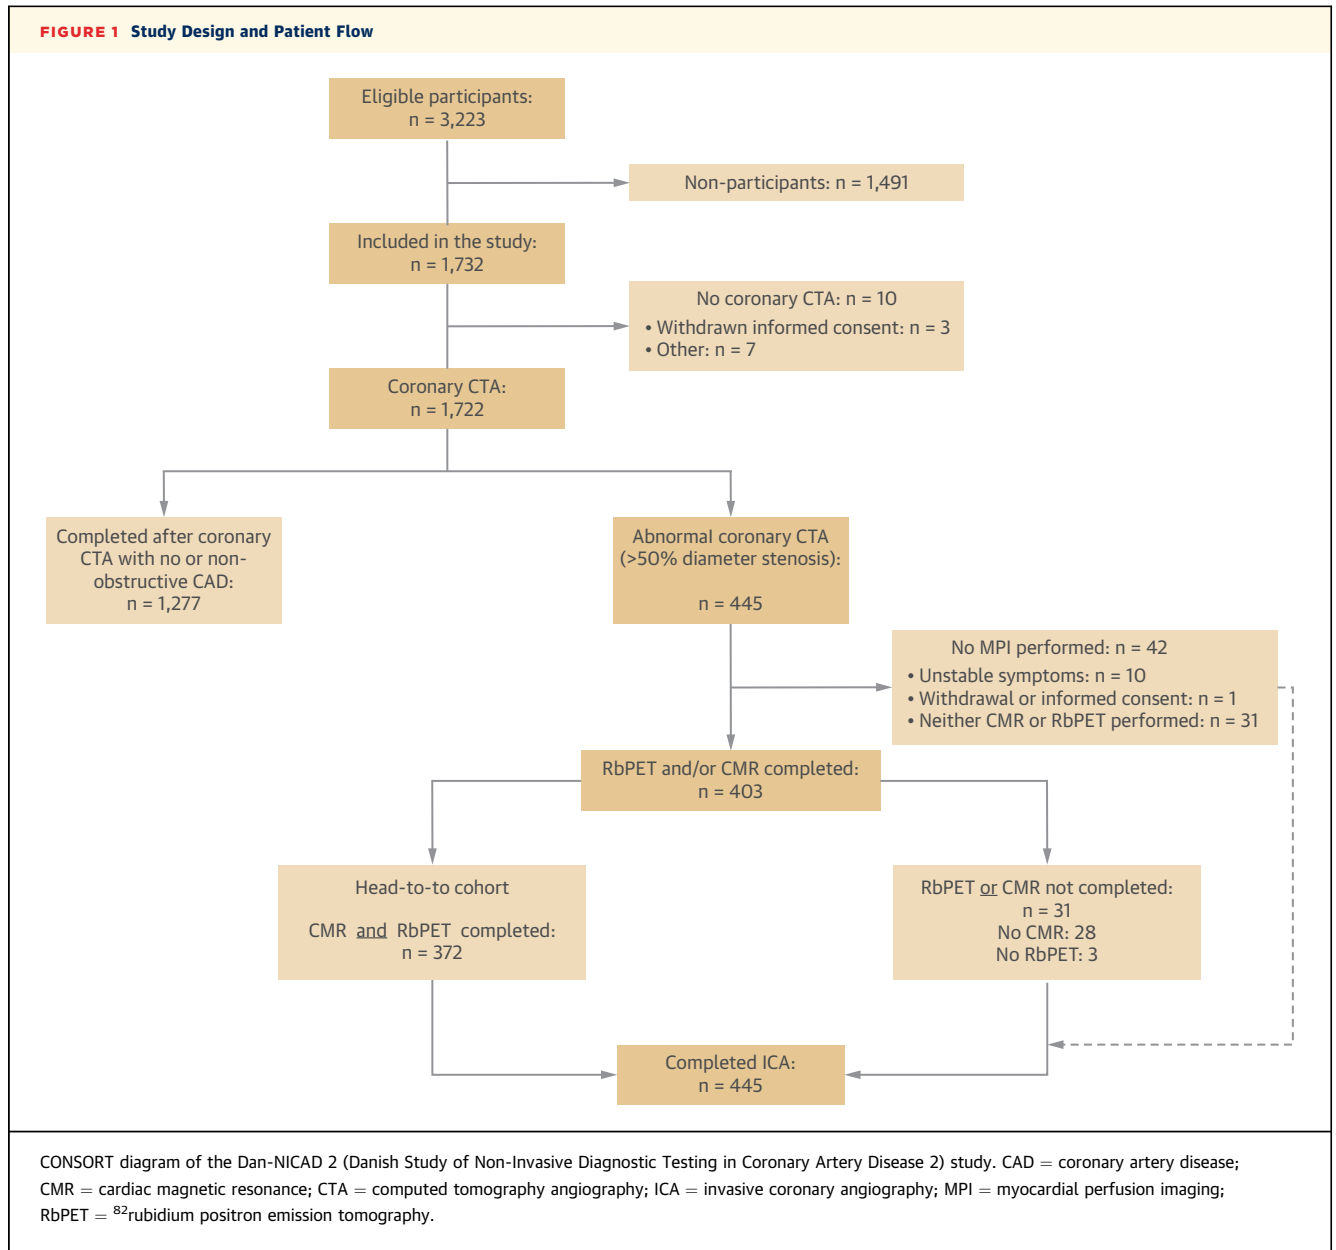 FIGURE 1 Study Design and Patient Flow
Eligible participants:
n = 3,223
Non-participants: n = 1,491
Included in the study:
n = 1,732
No coronary CTA: n = 10
• Withdrawn informed consent: n = 3
• Other: n = 7
Coronary CTA:
n = 1,722
Completed after coronary
CTA with no or non-
obstructive CAD:
n = 1,277
Abnormal coronary CTA
(>50% diameter stenosis):
n = 445
No MPI performed: n = 42
• Unstable symptoms: n = 10
• Withdrawal or informed consent: n = 1
• Neither CMR or RbPET performed: n = 31
RbPET and/or CMR completed:
n = 403
Head-to-to cohort
CMR and RbPET completed:
n = 372
RbPET or CMR not completed:
n = 31
No CMR: 28
No RbPET: 3
Completed ICA:
n = 445
CONSORT diagram of the Dan-NICAD 2 (Danish Study of Non-Invasive Diagnostic Testing in Coronary Artery Disease 2) study. CAD = coronary artery disease;
CMR = cardiac magnetic resonance; CTA = computed tomography angiography; ICA = invasive coronary angiography; MPI = myocardial perfusion imaging;
RbPET = ⁸²rubidium positron emission tomography.